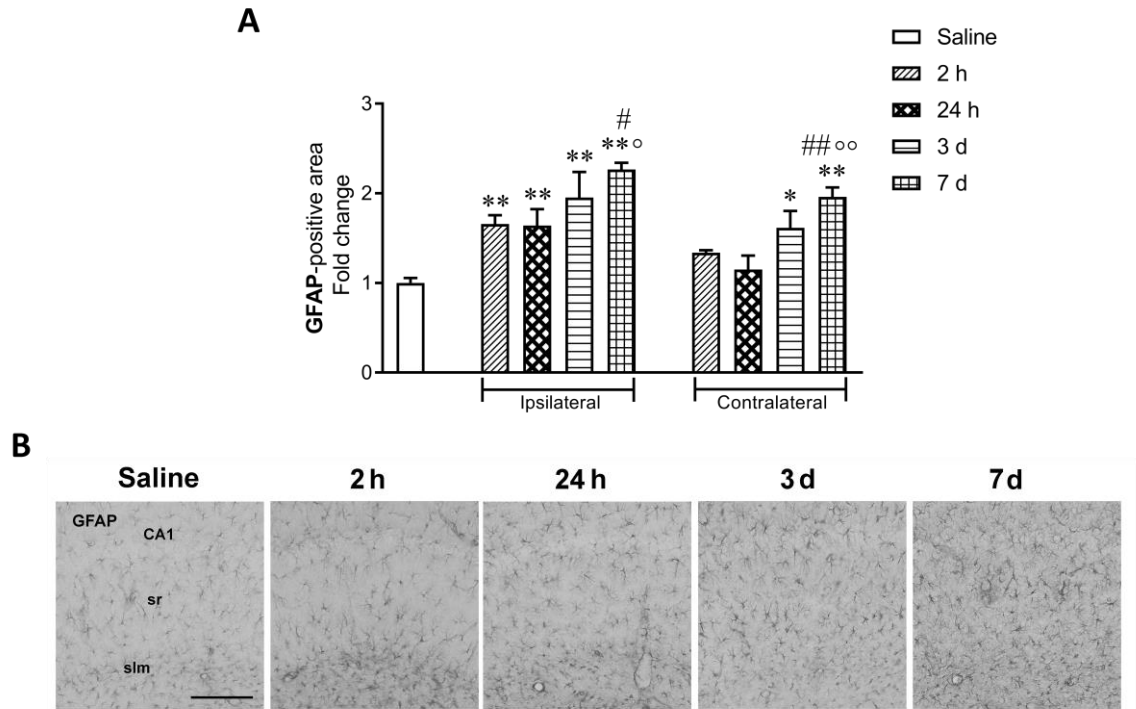 A
Saline
2 h
24 h
3 d
7 d
GFAP-positive area
Fold change
3
2
1
0
**
**
**
#
**○
*
##○○
**
Ipsilateral
Contralateral
B
Saline
2 h
24 h
3 d
7 d
GFAP
CA1
sr
slm